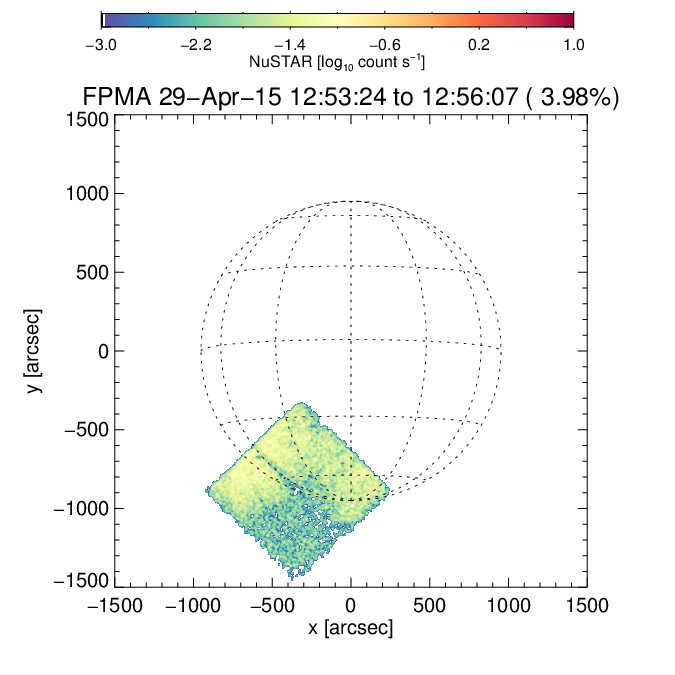 −3.0 −2.2 −1.4 −0.6 0.2 1.0
NuSTAR [log10 count s−1]
FPMA 29−Apr−15 12:53:24 to 12:56:07 ( 3.98%)
1500
1000
500
0
−500
−1000
−1500
y [arcsec]
−1500 −1000 −500 0 500 1000 1500
x [arcsec]